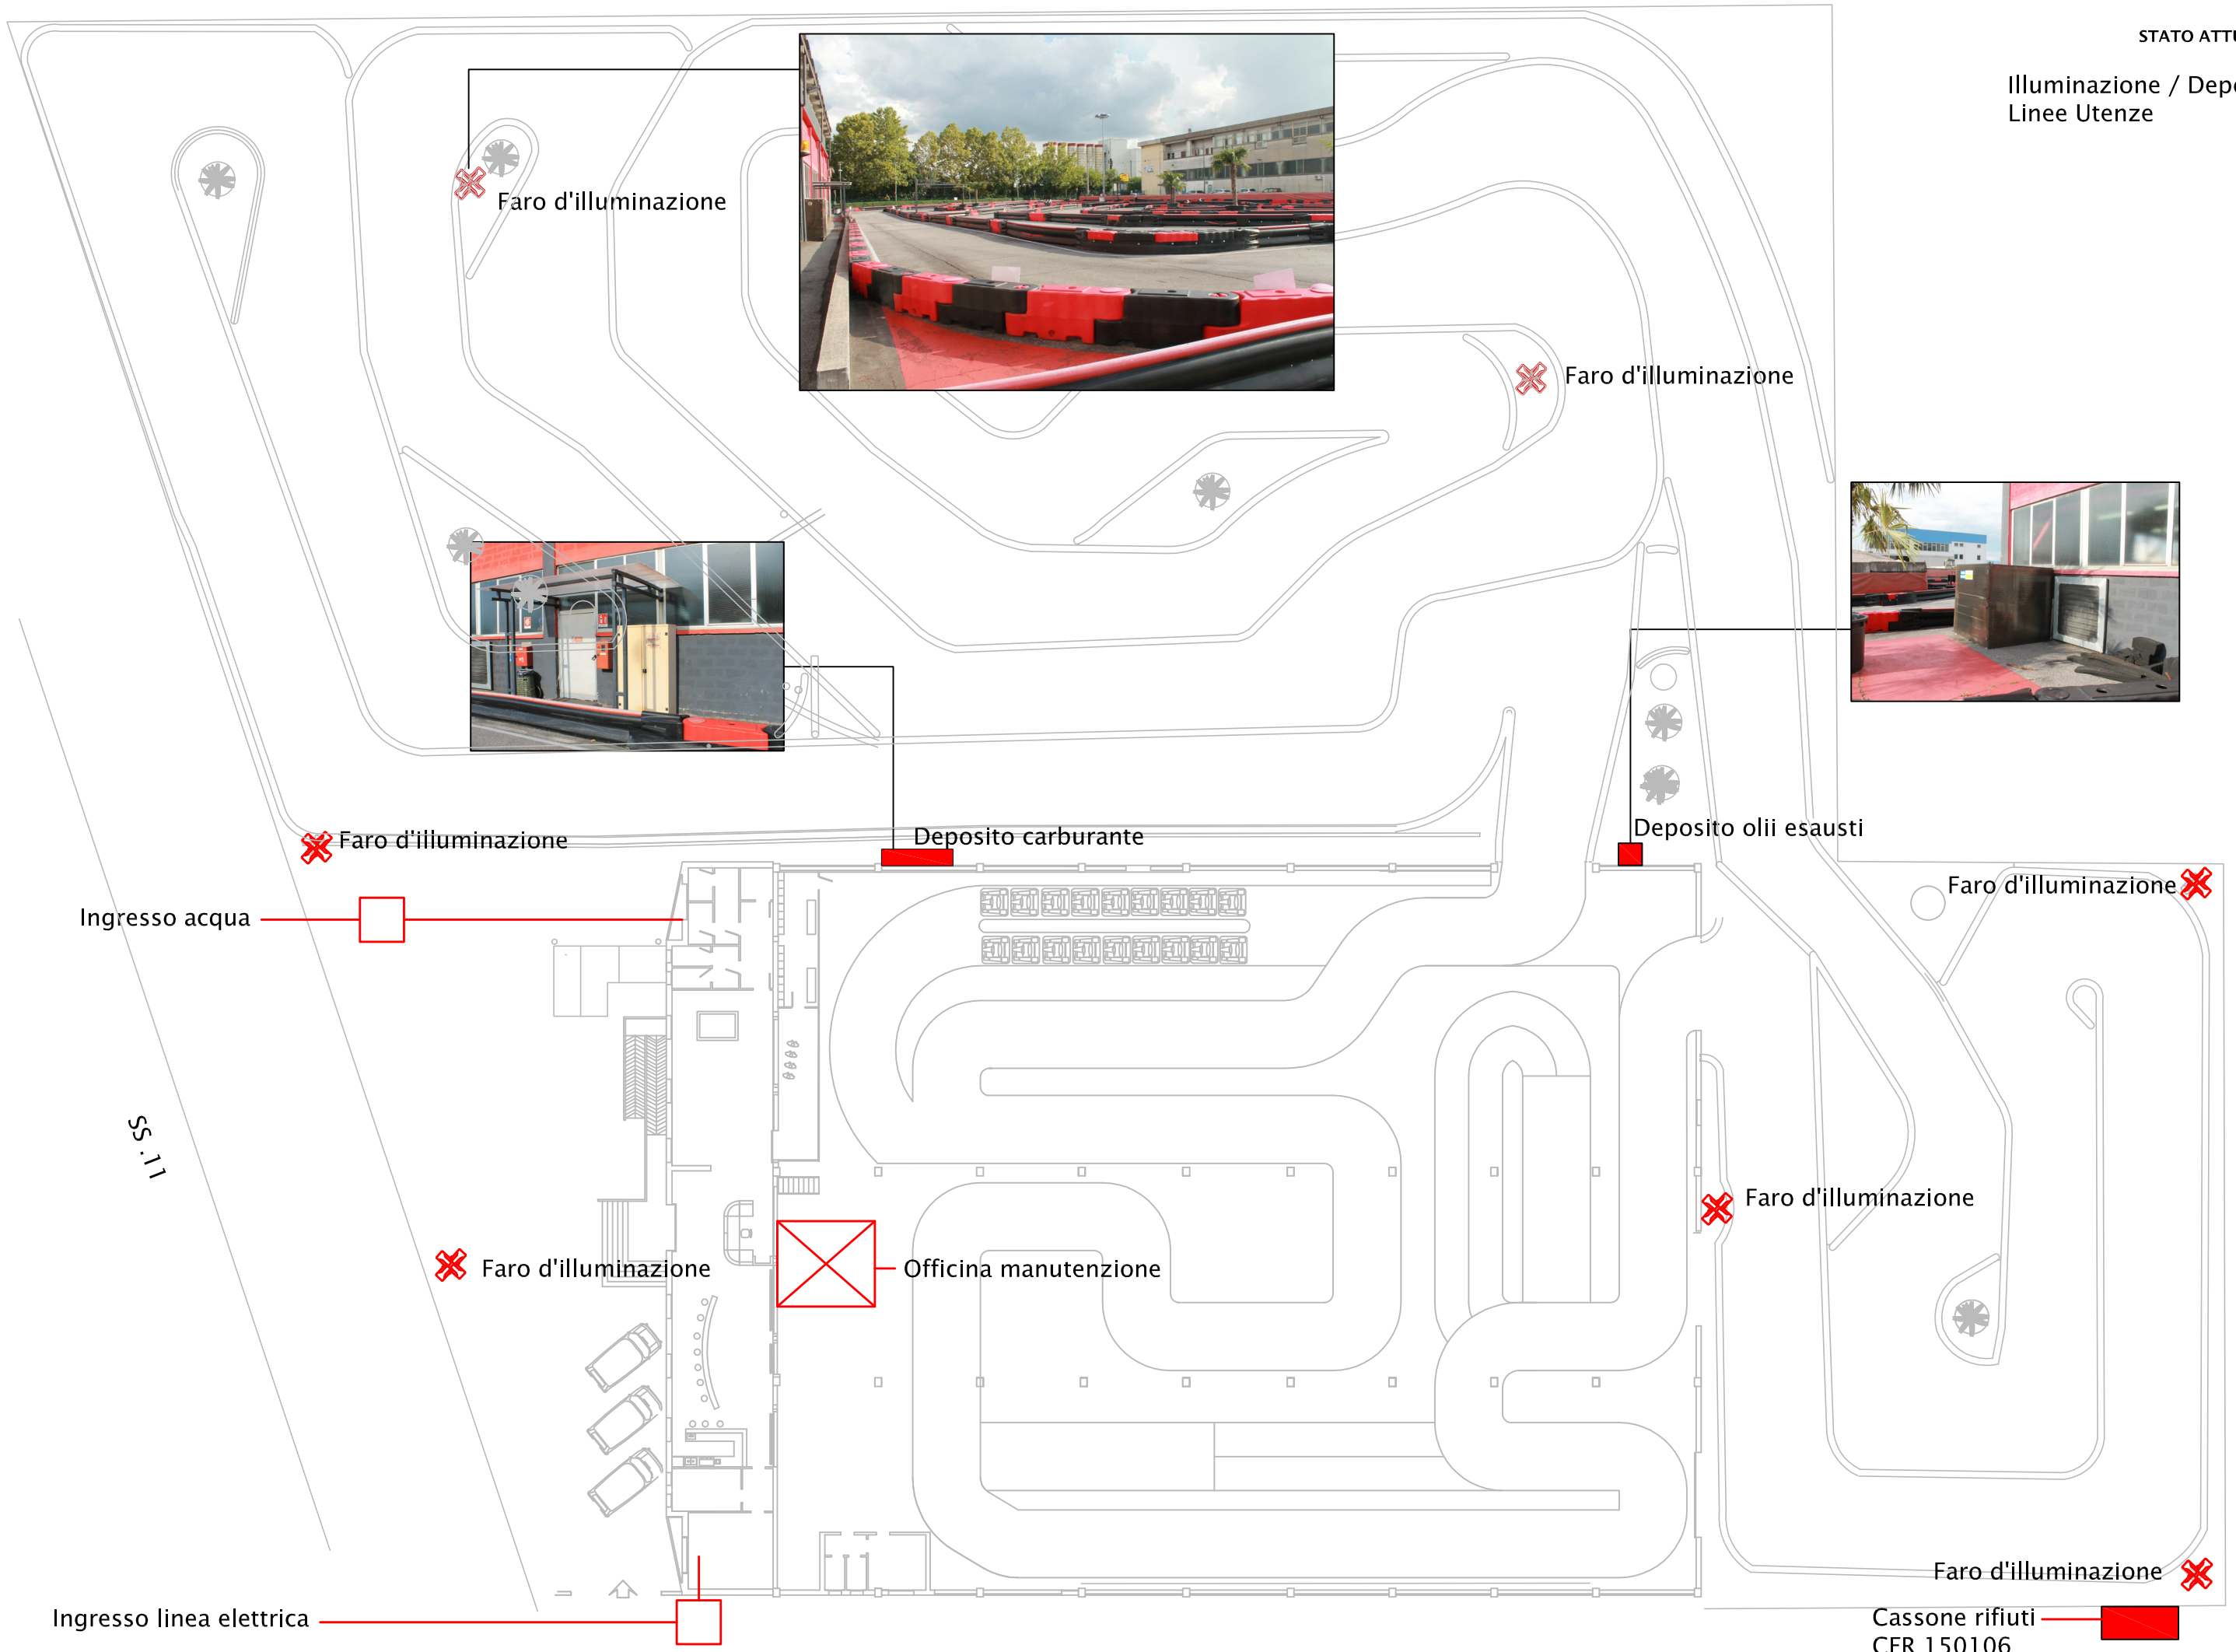 STATO ATTU
Illuminazione / Depo
Linee Utenze
Faro d'illuminazione
Faro d'illuminazione
Deposito olii esausti
Deposito carburante
Faro d'illuminazione
Faro d'illuminazione
Ingresso acqua
SS .11
Faro d'illuminazione
Faro d'illuminazione
Officina manutenzione
Faro d'illuminazione
Ingresso linea elettrica
Cassone rifiuti
CER 150106